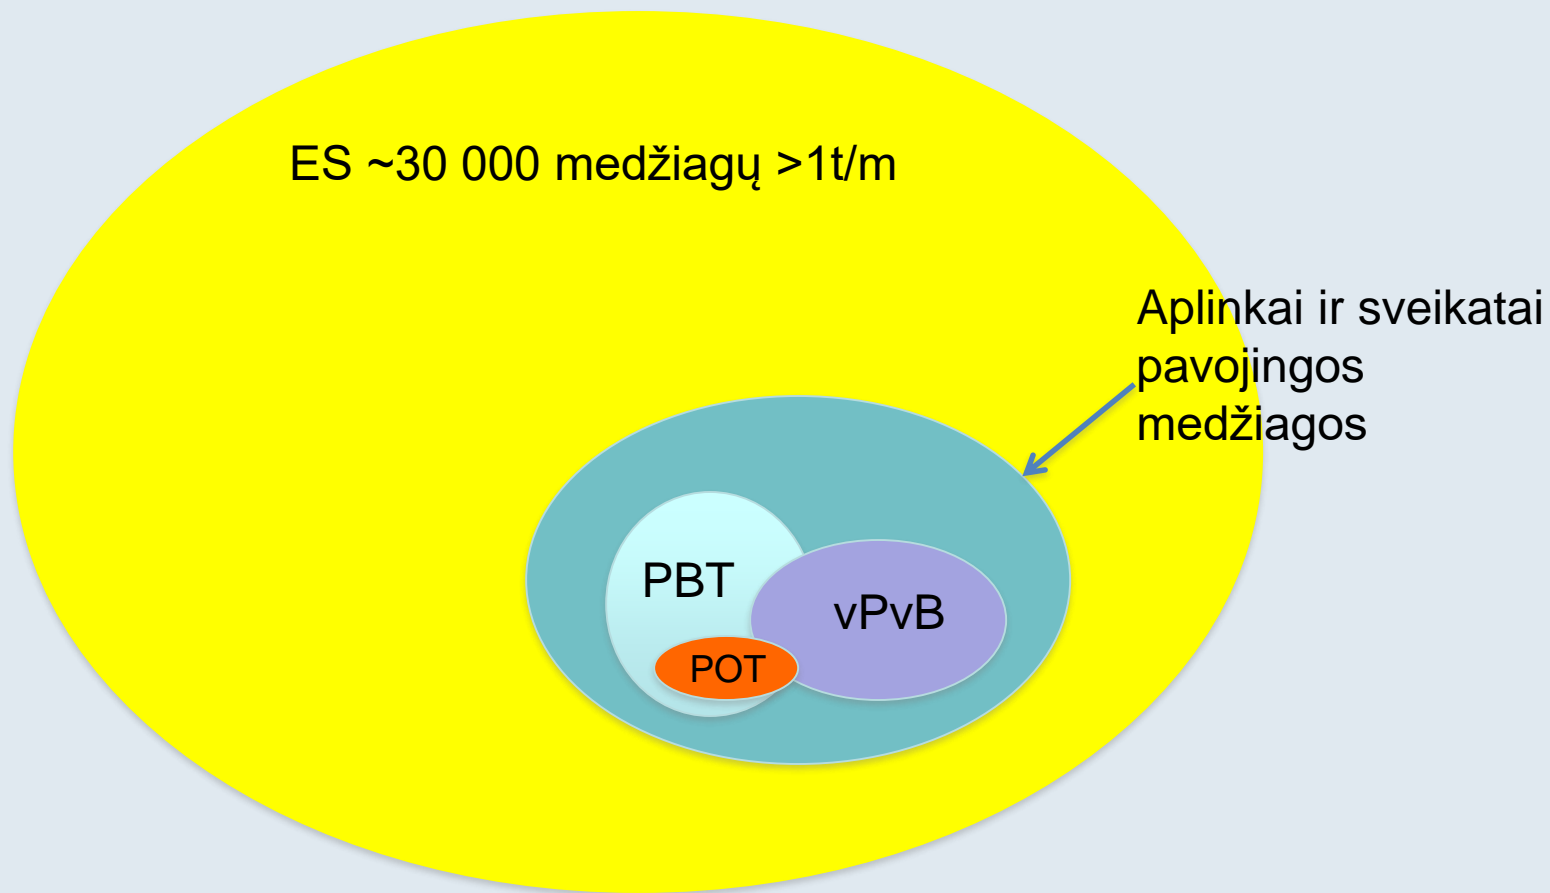 ES ~30 000 medžiagų >1t/m
Aplinkai ir sveikatai
pavojingos
medžiagos
PBT
vPvB
POT